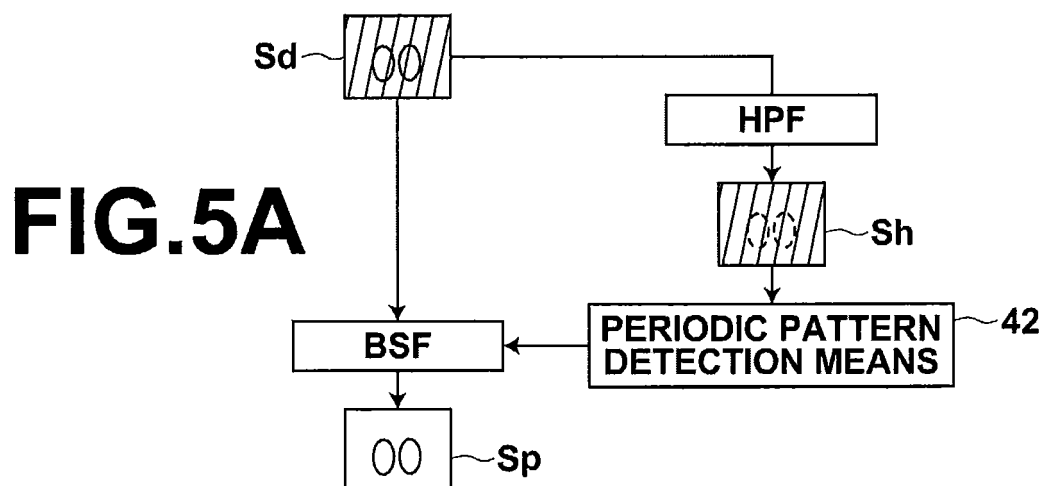 Sd
HPF
FIG.5A
Sh
PERIODIC PATTERN
DETECTION MEANS
42
BSF
Sp